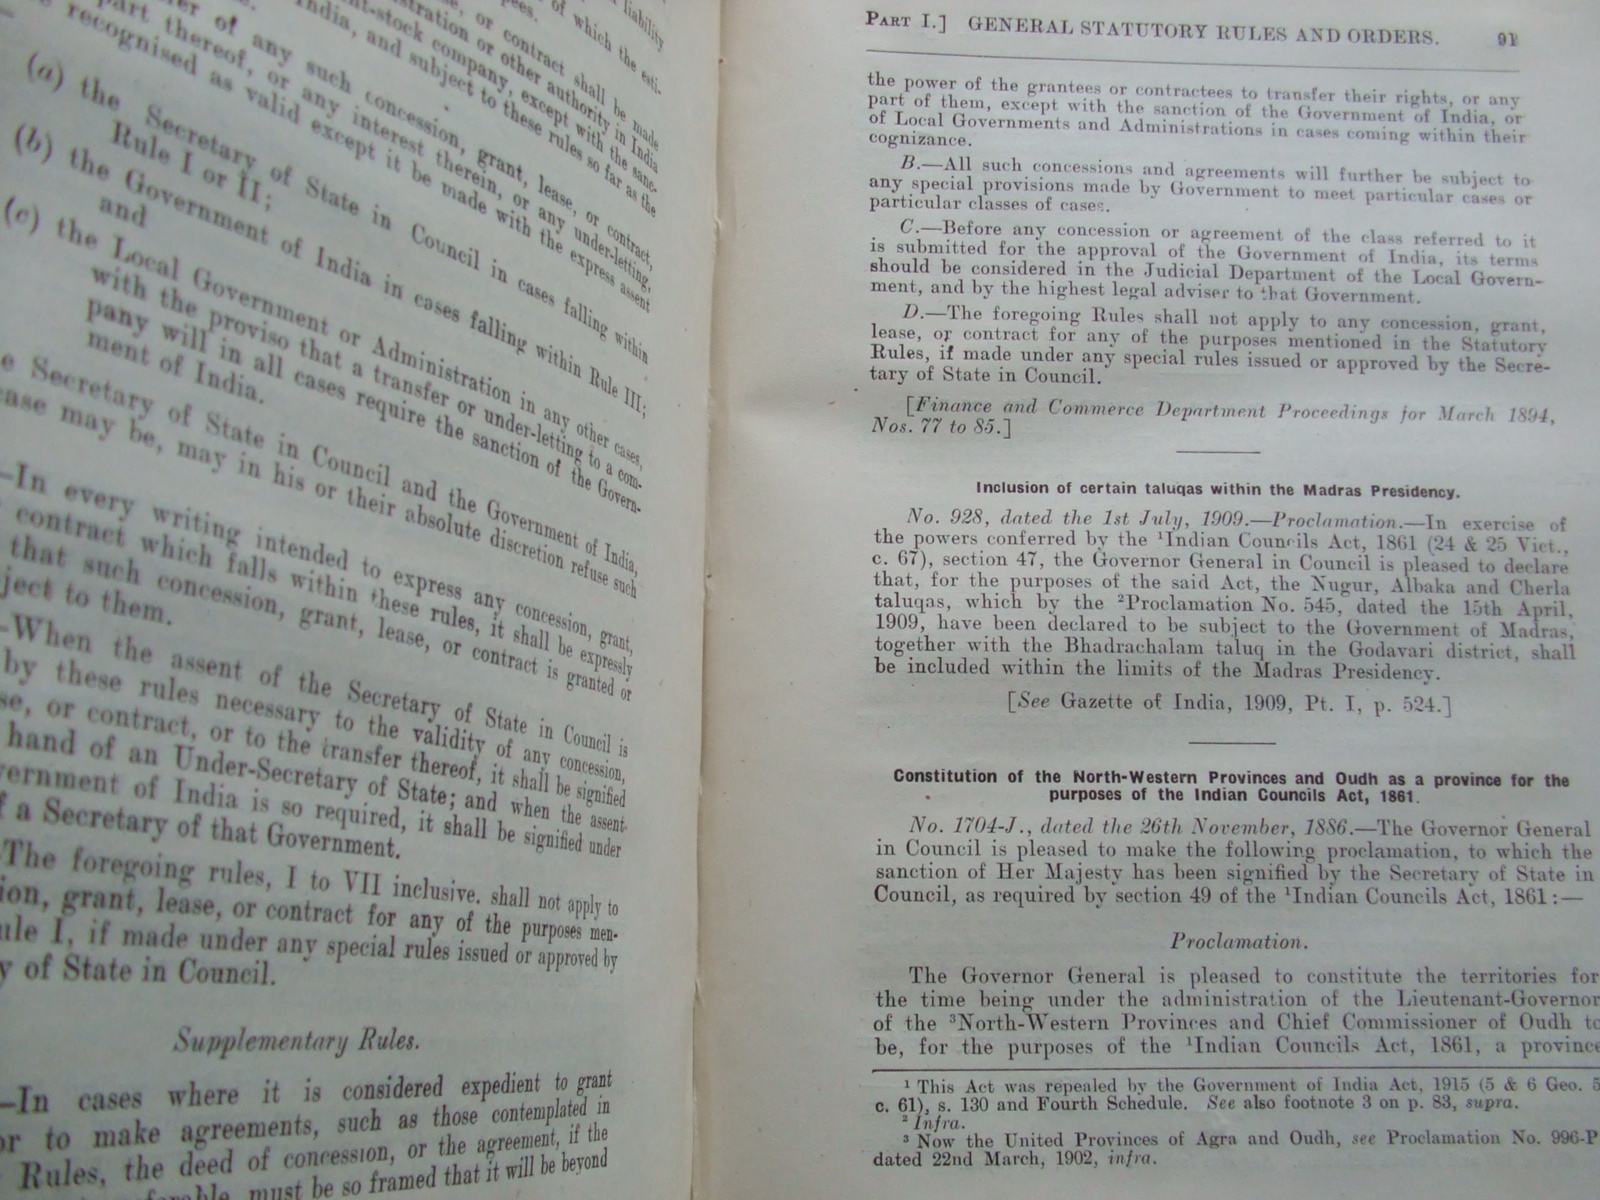 of which the esti-
or contract shall be made
stration or other authority in India
nt-stock company, except with the sanc-
India, and subject to these rules so far as the
of any such concession, grant, lease, or contract,
part thereof, or any interest therein, or any under-letting,
recognised as valid except it be made with the express assent
(a) the Secretary of State in Council in cases falling within
Rule I or II;
(b) the Government of India in cases falling within Rule III;
and
(c) the Local Government or Administration in any other cases,
with the proviso that a transfer or under-letting to a com-
pany will in all cases require the sanction of the Govern-
ment of India.
e Secretary of State in Council and the Government of India,
ase may be, may in his or their absolute discretion refuse such
—In every writing intended to express any concession, grant,
contract which falls within these rules, it shall be expressly
that such concession, grant, lease, or contract is granted or
ject to them.
—When the assent of the Secretary of State in Council is
by these rules necessary to the validity of any concession,
se, or contract, or to the transfer thereof, it shall be signified
hand of an Under-Secretary of State; and when the assent
vernment of India is so required, it shall be signified under
f a Secretary of that Government.
The foregoing rules, I to VII inclusive, shall not apply to
ion, grant, lease, or contract for any of the purposes men-
ule I, if made under any special rules issued or approved by
y of State in Council.
Supplementary Rules.
—In cases where it is considered expedient to grant
or to make agreements, such as those contemplated in
Rules, the deed of concession, or the agreement, if the
must be so framed that it will be beyond
PART I.] GENERAL STATUTORY RULES AND ORDERS. 91
the power of the grantees or contractees to transfer their rights, or any
part of them, except with the sanction of the Government of India, or
of Local Governments and Administrations in cases coming within their
cognizance.
B.—All such concessions and agreements will further be subject to
any special provisions made by Government to meet particular cases or
particular classes of cases.
C.—Before any concession or agreement of the class referred to it
is submitted for the approval of the Government of India, its terms
should be considered in the Judicial Department of the Local Govern-
ment, and by the highest legal adviser to that Government.
D.—The foregoing Rules shall not apply to any concession, grant,
lease, or contract for any of the purposes mentioned in the Statutory
Rules, if made under any special rules issued or approved by the Secre-
tary of State in Council.
[Finance and Commerce Department Proceedings for March 1894,
Nos. 77 to 85.]
Inclusion of certain taluqas within the Madras Presidency.
No. 928, dated the 1st July, 1909.—Proclamation.—In exercise of
the powers conferred by the ¹Indian Councils Act, 1861 (24 & 25 Vict.,
c. 67), section 47, the Governor General in Council is pleased to declare
that, for the purposes of the said Act, the Nugur, Albaka and Cherla
taluqas, which by the ²Proclamation No. 545, dated the 15th April,
1909, have been declared to be subject to the Government of Madras,
together with the Bhadrachalam taluq in the Godavari district, shall
be included within the limits of the Madras Presidency.
[See Gazette of India, 1909, Pt. I, p. 524.]
Constitution of the North-Western Provinces and Oudh as a province for the
purposes of the Indian Councils Act, 1861.
No. 1704-J., dated the 26th November, 1886.—The Governor General
in Council is pleased to make the following proclamation, to which the
sanction of Her Majesty has been signified by the Secretary of State in
Council, as required by section 49 of the ¹Indian Councils Act, 1861:—
Proclamation.
The Governor General is pleased to constitute the territories for
the time being under the administration of the Lieutenant-Governor
of the ³North-Western Provinces and Chief Commissioner of Oudh to
be, for the purposes of the ¹Indian Councils Act, 1861, a province
¹ This Act was repealed by the Government of India Act, 1915 (5 & 6 Geo. 5
c. 61), s. 130 and Fourth Schedule. See also footnote 3 on p. 83, supra.
² Infra.
³ Now the United Provinces of Agra and Oudh, see Proclamation No. 996-P
dated 22nd March, 1902, infra.